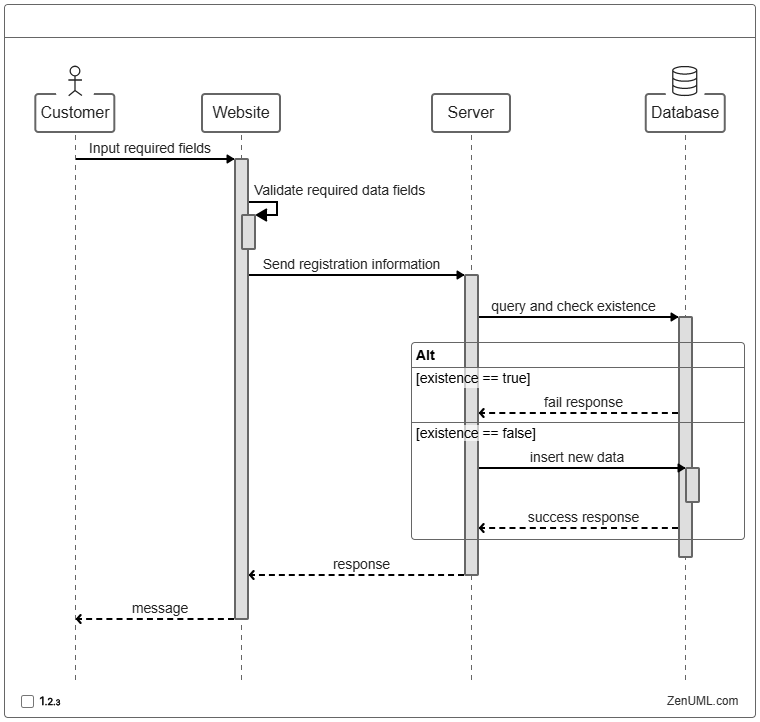 Customer
Website
Server
Database
Input required fields
Validate required data fields
Send registration information
query and check existence
Alt
[existence == true]
fail response
[existence == false]
insert new data
success response
response
message
1.2.3
ZenUML.com